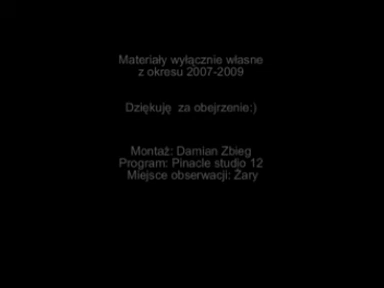 Materiały wyłącznie własne
z okresu 2007-2009
Dziękuję za obejrzenie:)
Montaż: Damian Zbieg
Program: Pinacle studio 12
Miejsce obserwacji: Żary